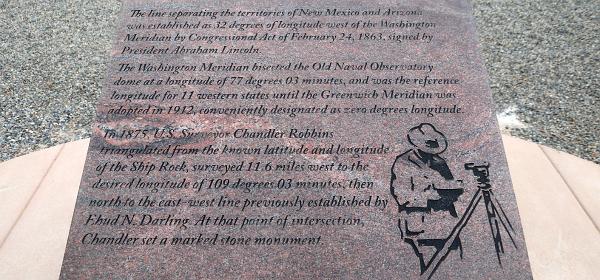 The line separating the territories of New Mexico and Arizona
was established as 32 degrees of longitude west of the Washington
Meridian by Congressional Act of February 24, 1863, signed by
President Abraham Lincoln.
The Washington Meridian bisected the Old Naval Observatory
dome at a longitude of 77 degrees 03 minutes, and was the reference
longitude for 11 western states until the Greenwich Meridian was
adopted in 1912, conveniently designated as zero degrees longitude.
In 1875, U.S. Surveyor Chandler Robbins
triangulated from the known latitude and longitude
of the Ship Rock, surveyed 11.6 miles west to the
desired longitude of 109 degrees 03 minutes, then
north to the east-west line previously established by
Ehud N. Darling. At that point of intersection,
Chandler set a marked stone monument